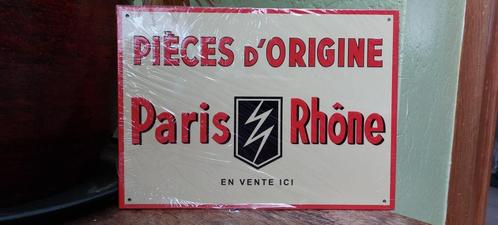 PIÈCES D'ORIGINE
Paris Rhône
EN VENTE ICI